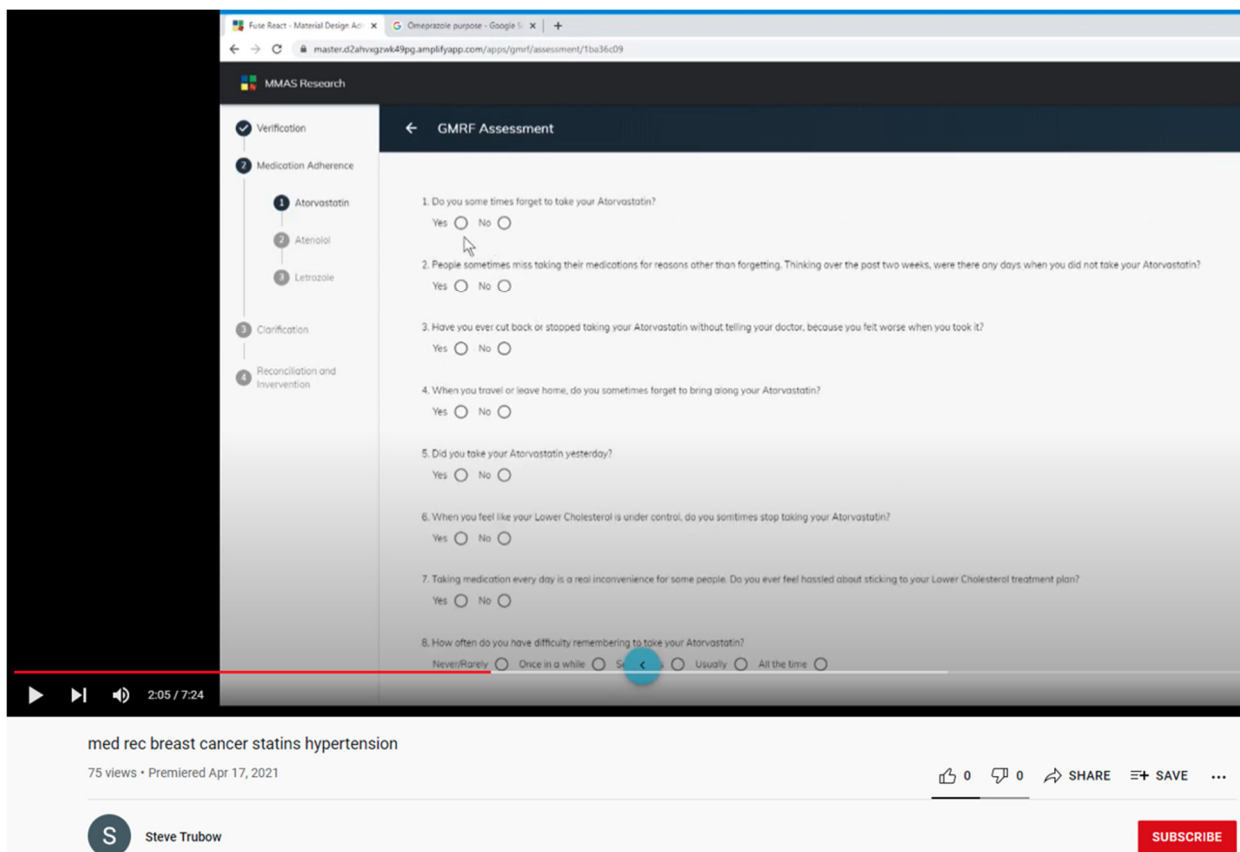 Fuse React - Material Design Ad
Omeprazole purpose - Google S
master.d2ahvxgzwk49pg.amplifyapp.com/apps/gmrf/assessment/1ba36c09
MMAS Research
Verification
GMRF Assessment
2 Medication Adherence
1 Atorvastatin
2 Atenolol
3 Letrozole
3 Clarification
4 Reconciliation and
Invervention
1. Do you some times forget to take your Atorvastatin?
Yes No
2. People sometimes miss taking their medications for reasons other than forgetting. Thinking over the past two weeks, were there any days when you did not take your Atorvastatin?
Yes No
3. Have you ever cut back or stopped taking your Atorvastatin without telling your doctor, because you felt worse when you took it?
Yes No
4. When you travel or leave home, do you sometimes forget to bring along your Atorvastatin?
Yes No
5. Did you take your Atorvastatin yesterday?
Yes No
6. When you feel like your Lower Cholesterol is under control, do you somtimes stop taking your Atorvastatin?
Yes No
7. Taking medication every day is a real inconvenience for some people. Do you ever feel hassled about sticking to your Lower Cholesterol treatment plan?
Yes No
8. How often do you have difficulty remembering to take your Atorvastatin?
Never/Rarely Once in a while Usually All the time
2:05 / 7:24
med rec breast cancer statins hypertension
75 views • Premiered Apr 17, 2021
0 0 SHARE SAVE ...
S Steve Trubow
SUBSCRIBE